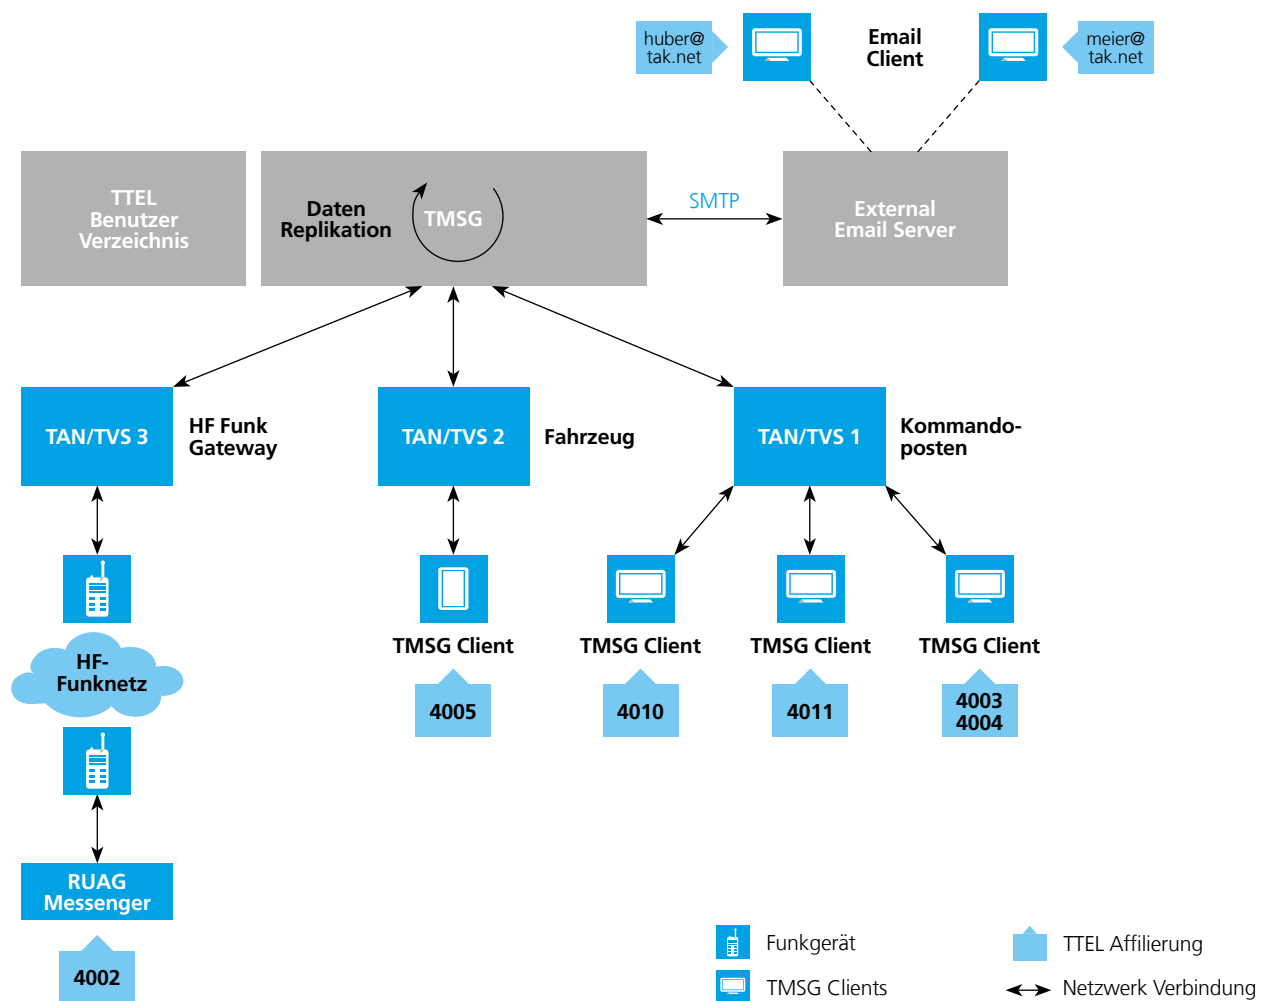 huber@
tak.net
Email
Client
meier@
tak.net
TTEL
Benutzer
Verzeichnis
Daten
Replikation
TMSG
SMTP
External
Email Server
TAN/TVS 3
HF Funk
Gateway
TAN/TVS 2
Fahrzeug
TAN/TVS 1
Kommando-
posten
HF-
Funknetz
TMSG Client
TMSG Client
TMSG Client
TMSG Client
4005
4010
4011
4003
4004
RUAG
Messenger
4002
Funkgerät
TTEL Affilierung
TMSG Clients
Netzwerk Verbindung